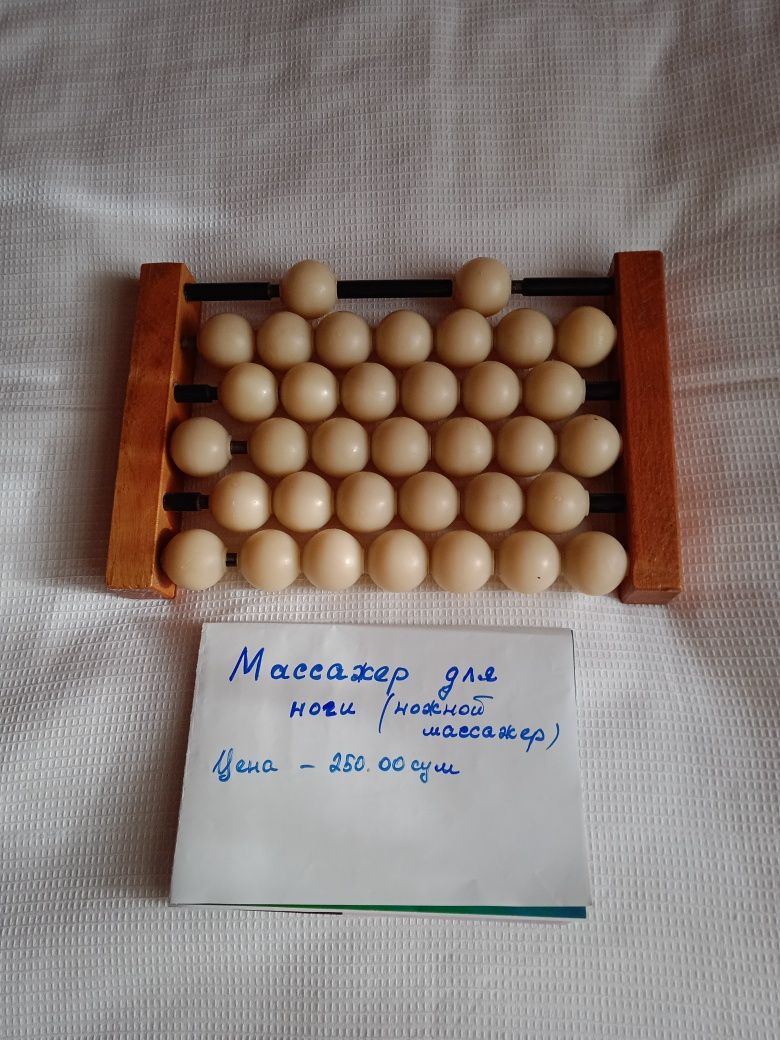 Массажер для
ноги (ножной
массажер)
Цена - 250.00 сум